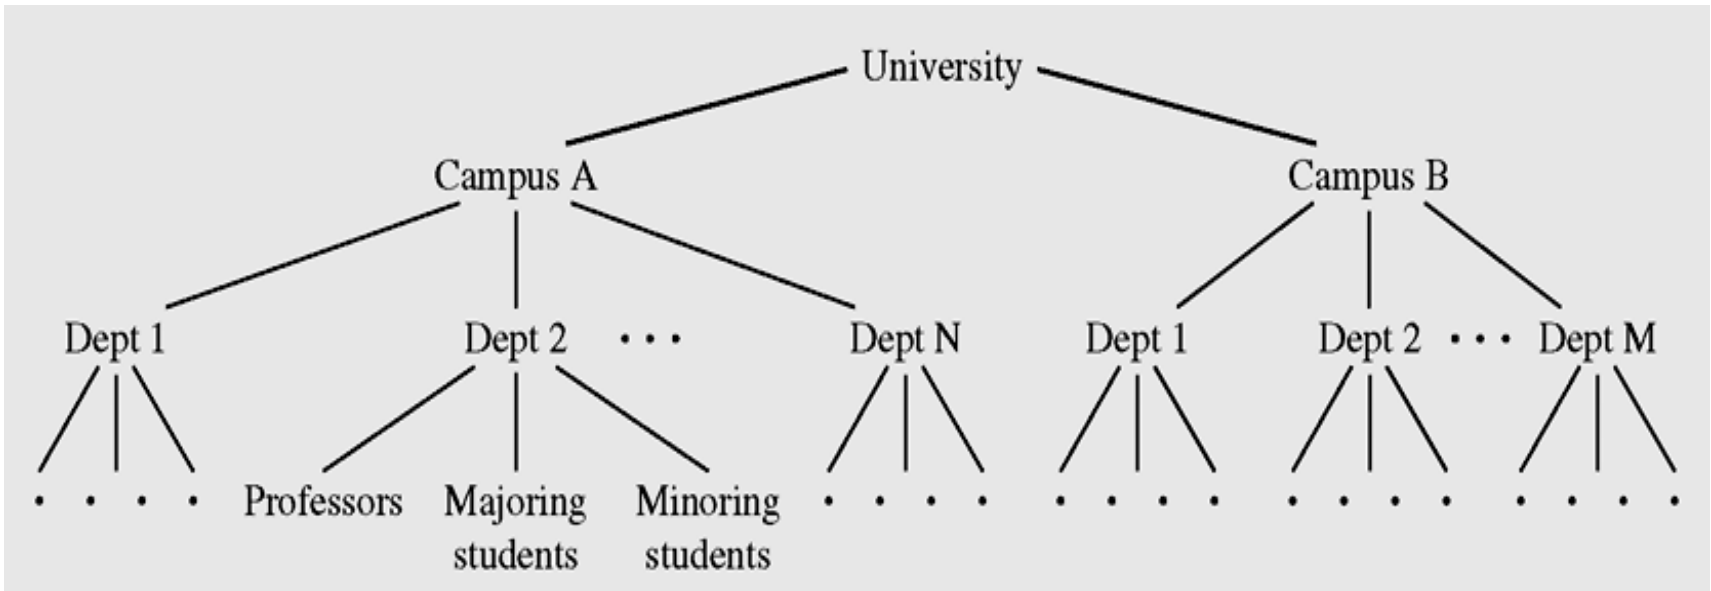 University
Campus A Campus B
Dept 1 Dept 2 . . . Dept N Dept 1 Dept 2 . . . Dept M
. . . . Professors Majoring Minoring . . . . . . . . . . . . . . . .
students students